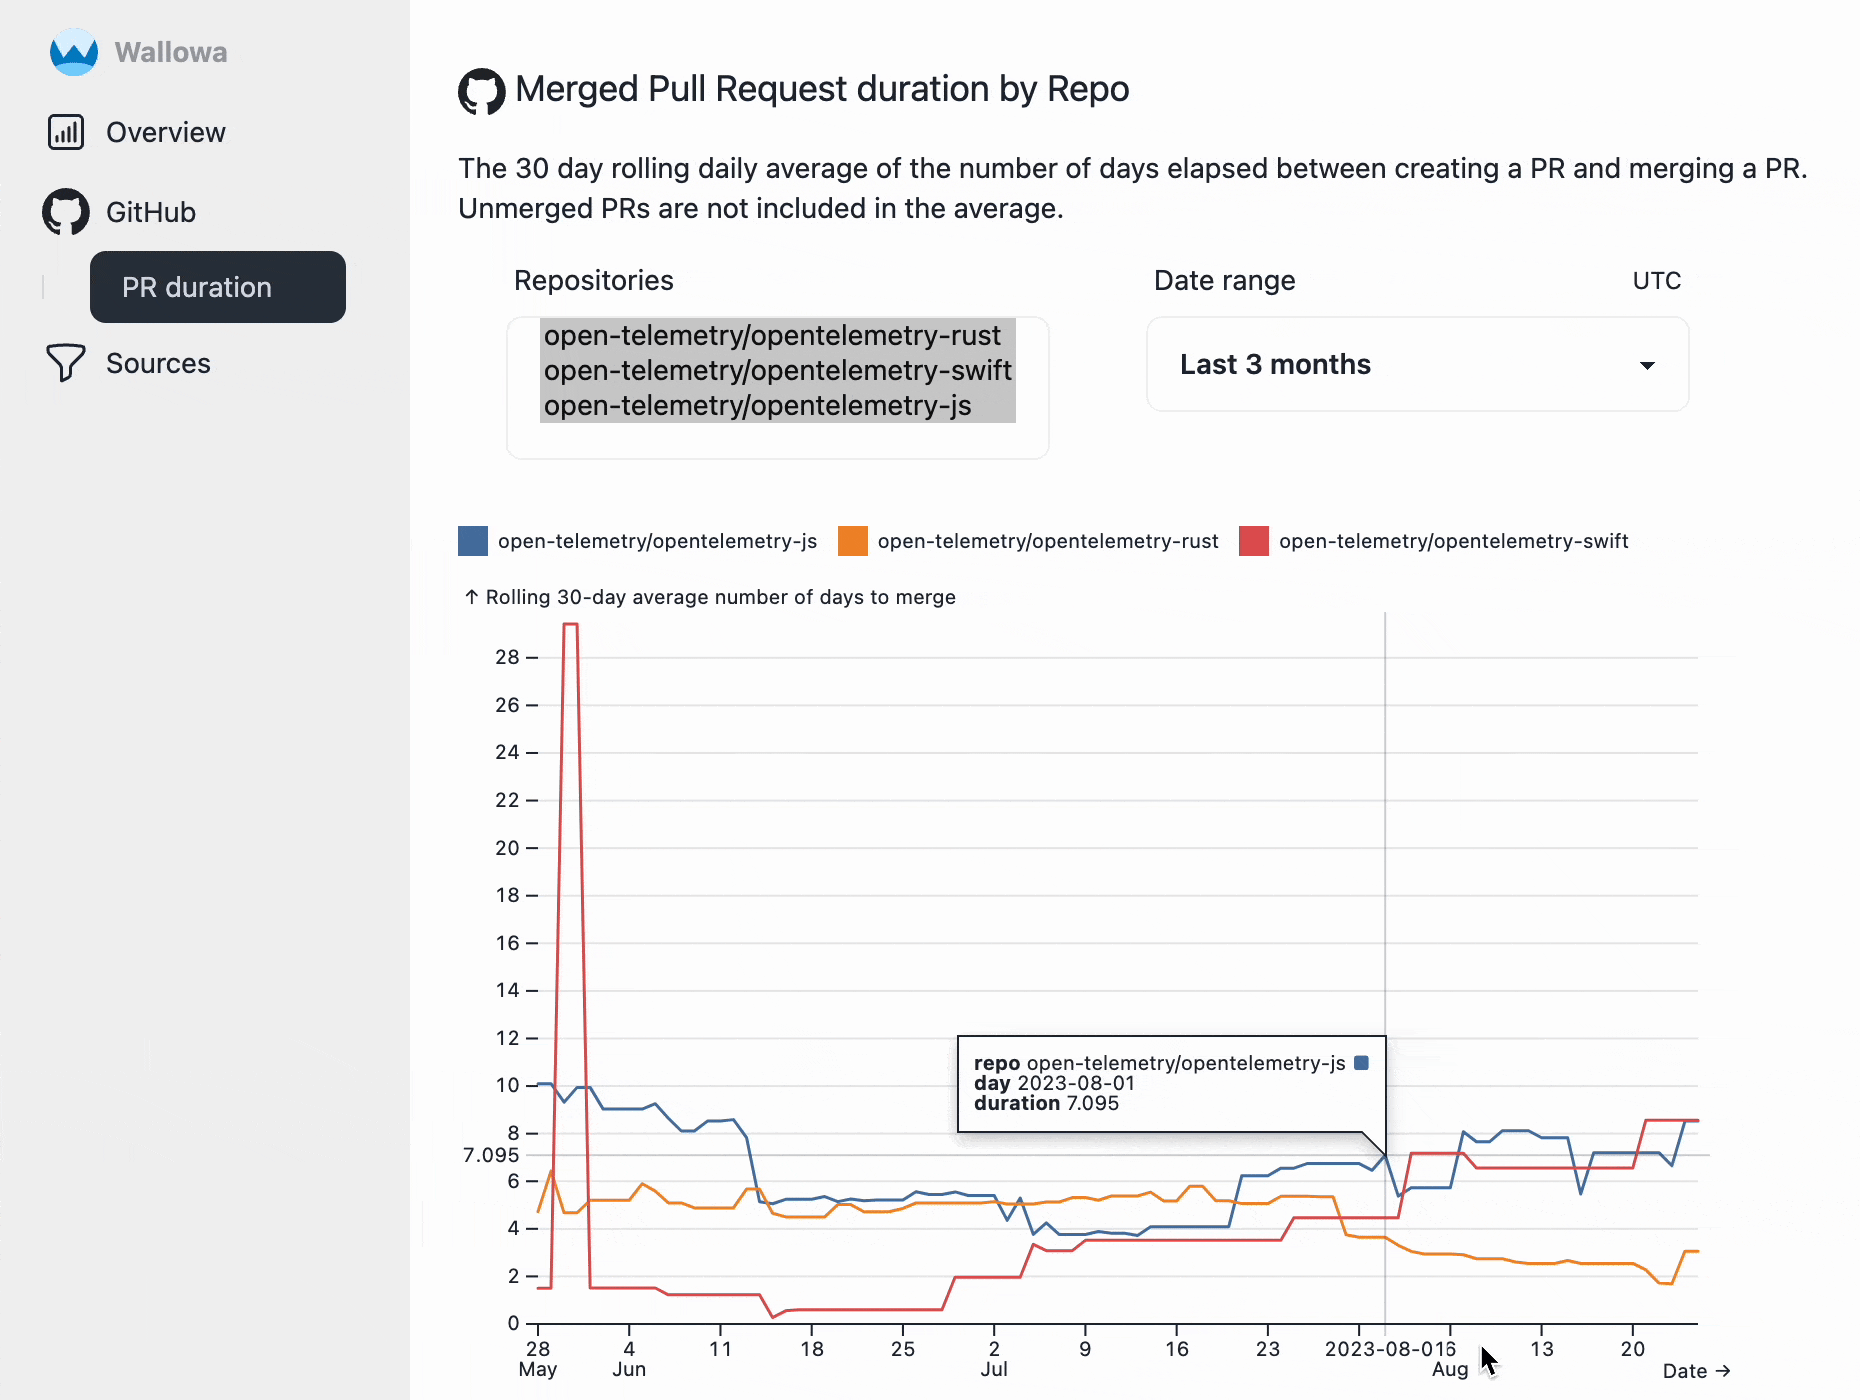 Wallowa
Overview
GitHub
PR duration
Sources
Merged Pull Request duration by Repo
The 30 day rolling daily average of the number of days elapsed between creating a PR and merging a PR.
Unmerged PRs are not included in the average.
Repositories
open-telemetry/opentelemetry-rust
open-telemetry/opentelemetry-swift
open-telemetry/opentelemetry-js
Date range
UTC
Last 3 months
open-telemetry/opentelemetry-js
open-telemetry/opentelemetry-rust
open-telemetry/opentelemetry-swift
↑ Rolling 30-day average number of days to merge
28
26
24
22
20
18
16
14
12
10
8
7.095
6
4
2
0
repo open-telemetry/opentelemetry-js
day 2023-08-01
duration 7.095
28 4 11 18 25 2 9 16 23 2023-08-01 6 13 20
May Jun Jul Aug
Date →